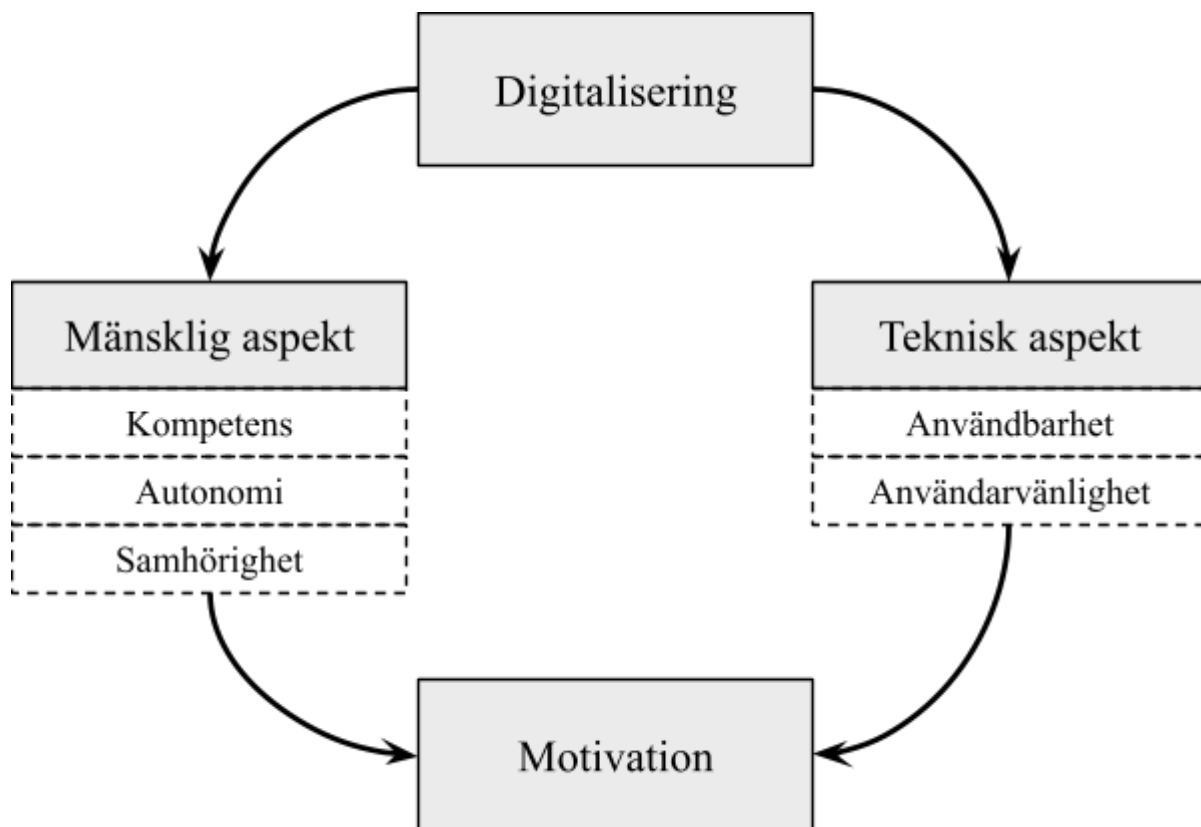 Digitalisering
Mänsklig aspekt
Kompetens
Autonomi
Samhörighet
Teknisk aspekt
Användbarhet
Användarvänlighet
Motivation